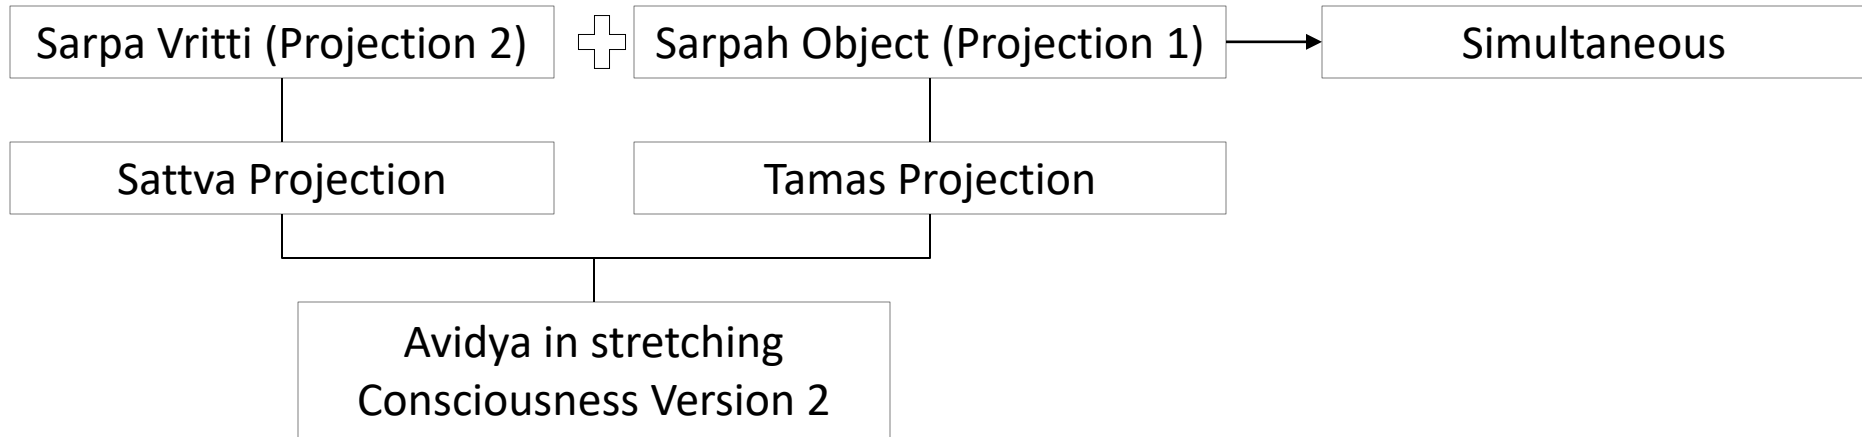 Sarpa Vritti (Projection 2)
Sarpah Object (Projection 1)
Simultaneous
Sattva Projection
Tamas Projection
Avidya in stretching
Consciousness Version 2